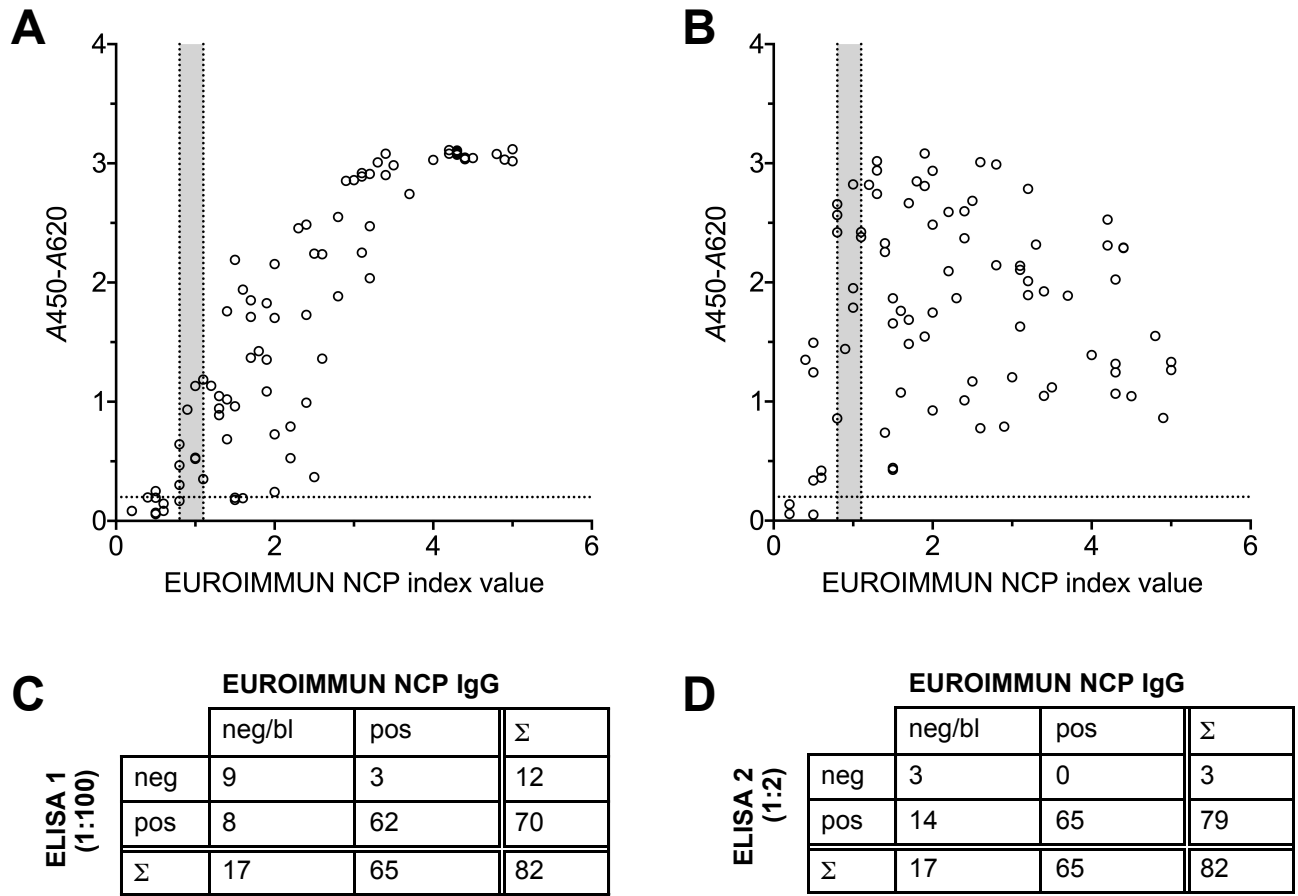 A
B
4
3
2
1
0
A450-A620
0
2
4
6
EUROIMMUN NCP index value
4
3
2
1
0
A450-A620
0
2
4
6
EUROIMMUN NCP index value
C
EUROIMMUN NCP IgG
ELISA 1
(1:100)
neg/bl pos Σ
neg 9 3 12
pos 8 62 70
Σ 17 65 82
D
EUROIMMUN NCP IgG
ELISA 2
(1:2)
neg/bl pos Σ
neg 3 0 3
pos 14 65 79
Σ 17 65 82